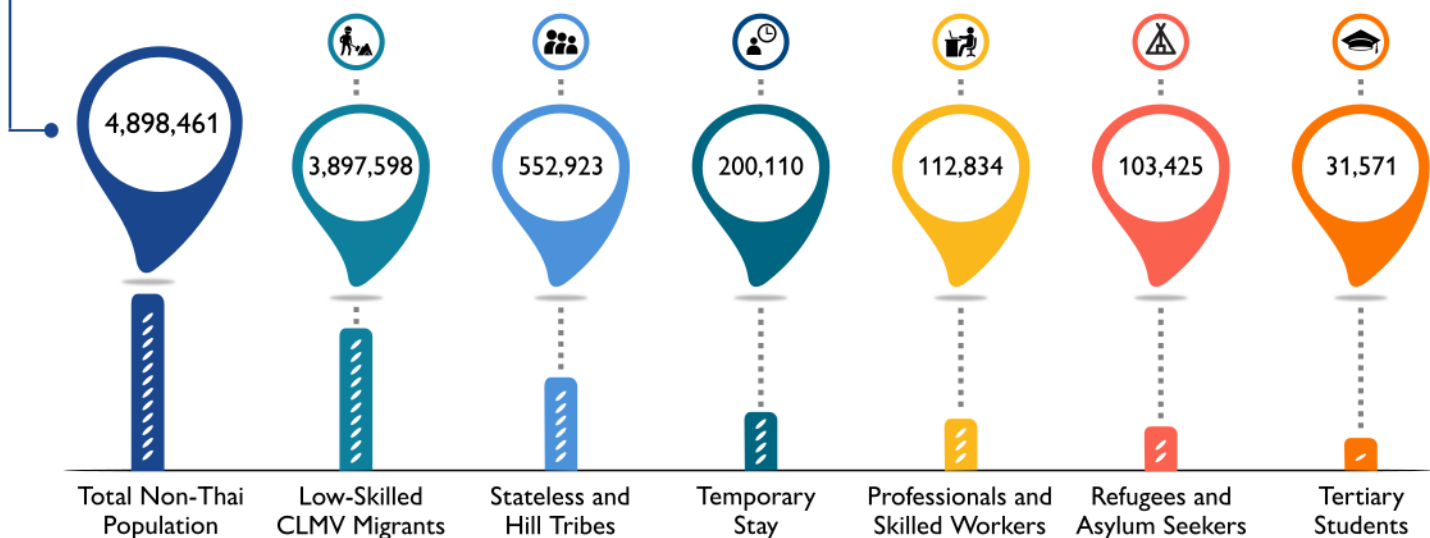 4,898,461
3,897,598
552,923
200,110
112,834
103,425
31,571
Total Non-Thai
Population
Low-Skilled
CLMV Migrants
Stateless and
Hill Tribes
Temporary
Stay
Professionals and
Skilled Workers
Refugees and
Asylum Seekers
Tertiary
Students